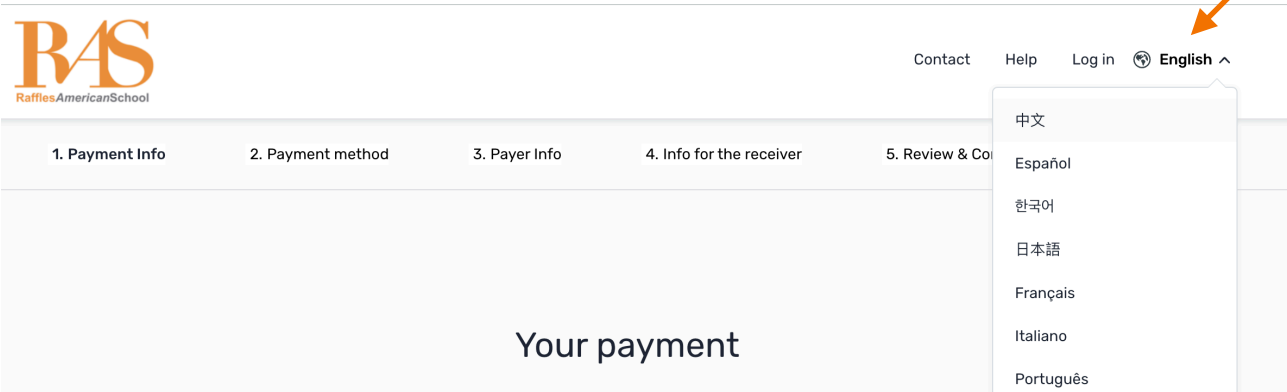 RAS
RafflesAmericanSchool
Contact Help Log in English
中文
Español
한국어
日本語
Français
Italiano
Português
1. Payment Info 2. Payment method 3. Payer Info 4. Info for the receiver 5. Review & Co
Your payment